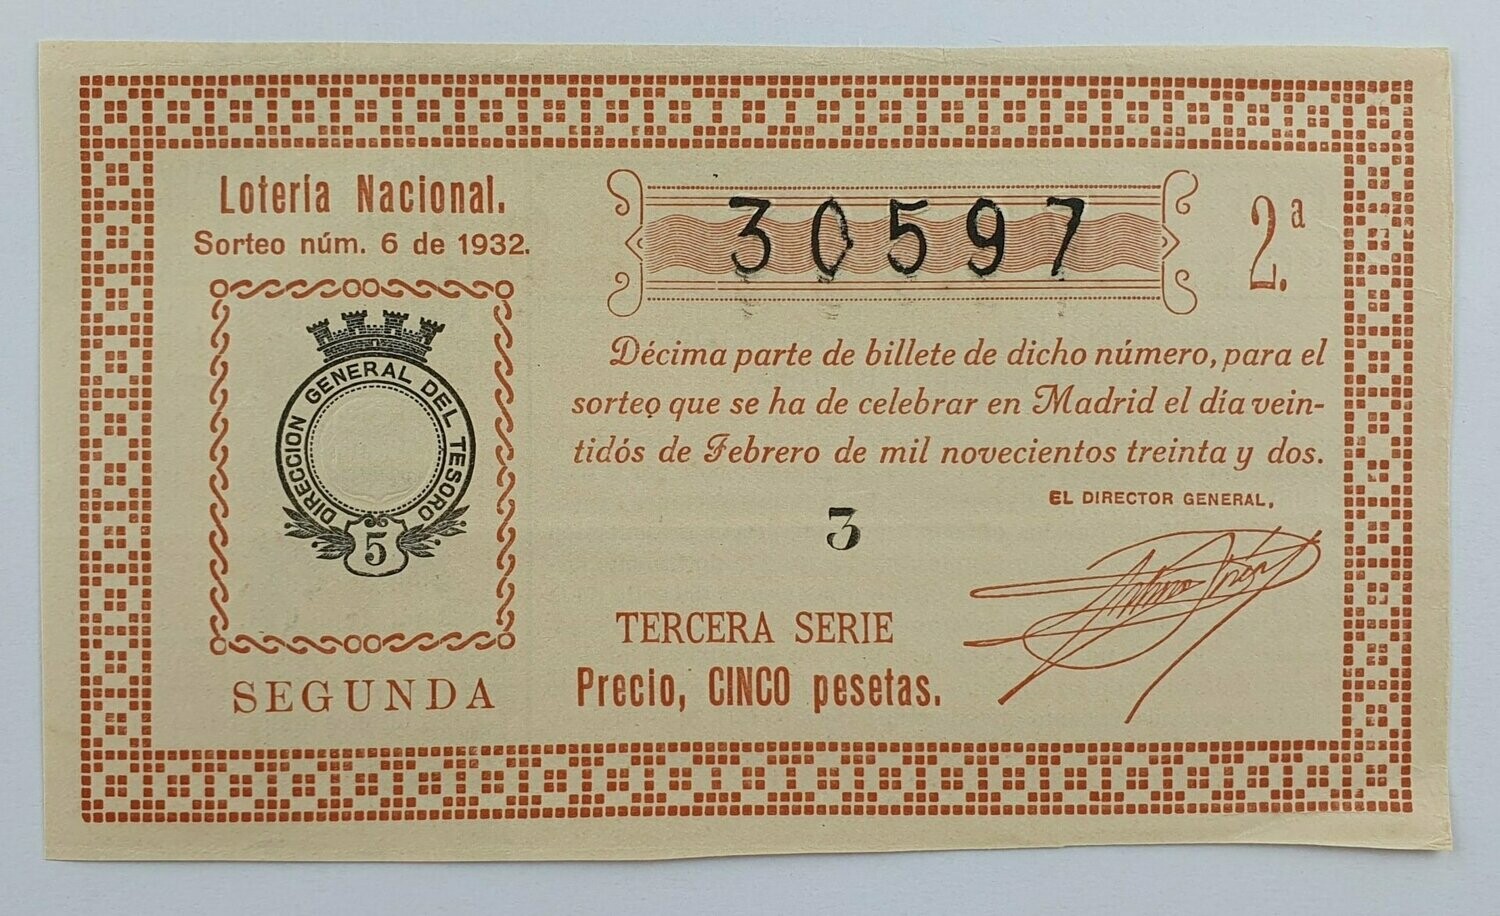 Lotería Nacional.
Sorteo núm. 6 de 1932.
30597
2.ª
DIRECCION GENERAL DEL TESORO
5
SEGUNDA
Décima parte de billete de dicho número, para el
sorteo que se ha de celebrar en Madrid el día vein-
tidós de Febrero de mil novecientos treinta y dos.
EL DIRECTOR GENERAL,
3
TERCERA SERIE
Precio, CINCO pesetas.